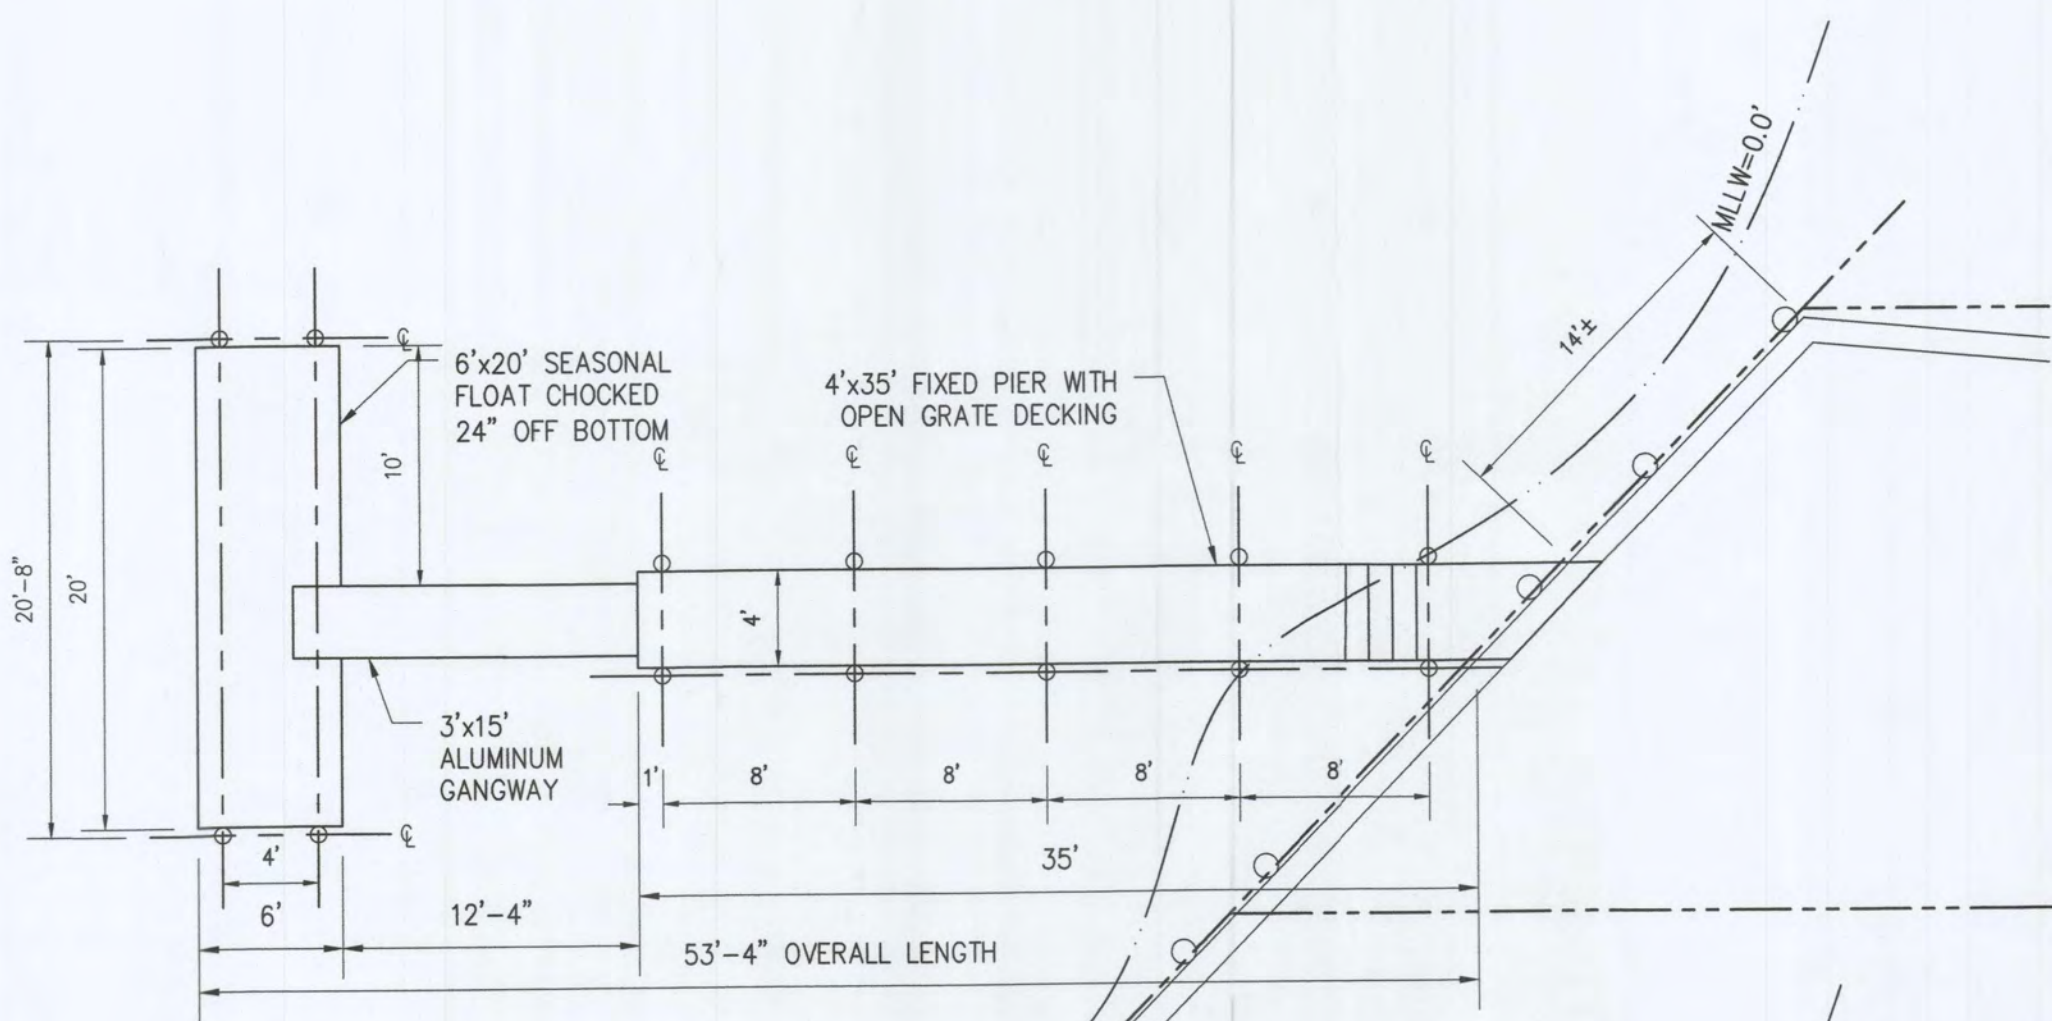 MLLW=0.0'
14'±
℄
6'x20' SEASONAL
FLOAT CHOCKED
24" OFF BOTTOM
4'x35' FIXED PIER WITH
OPEN GRATE DECKING
℄ ℄ ℄ ℄ ℄
10'
20'-8"
20'
4'
3'x15'
ALUMINUM
GANGWAY
1' 8' 8' 8' 8'
℄
4'
35'
6'
12'-4"
53'-4" OVERALL LENGTH